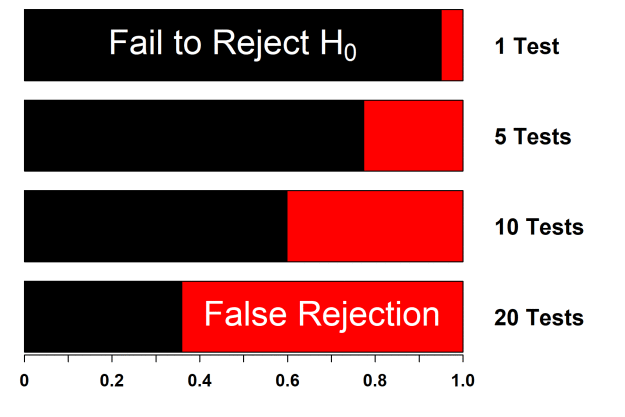 Fail to Reject H₀
1 Test
5 Tests
10 Tests
False Rejection
20 Tests
0 0.2 0.4 0.6 0.8 1.0